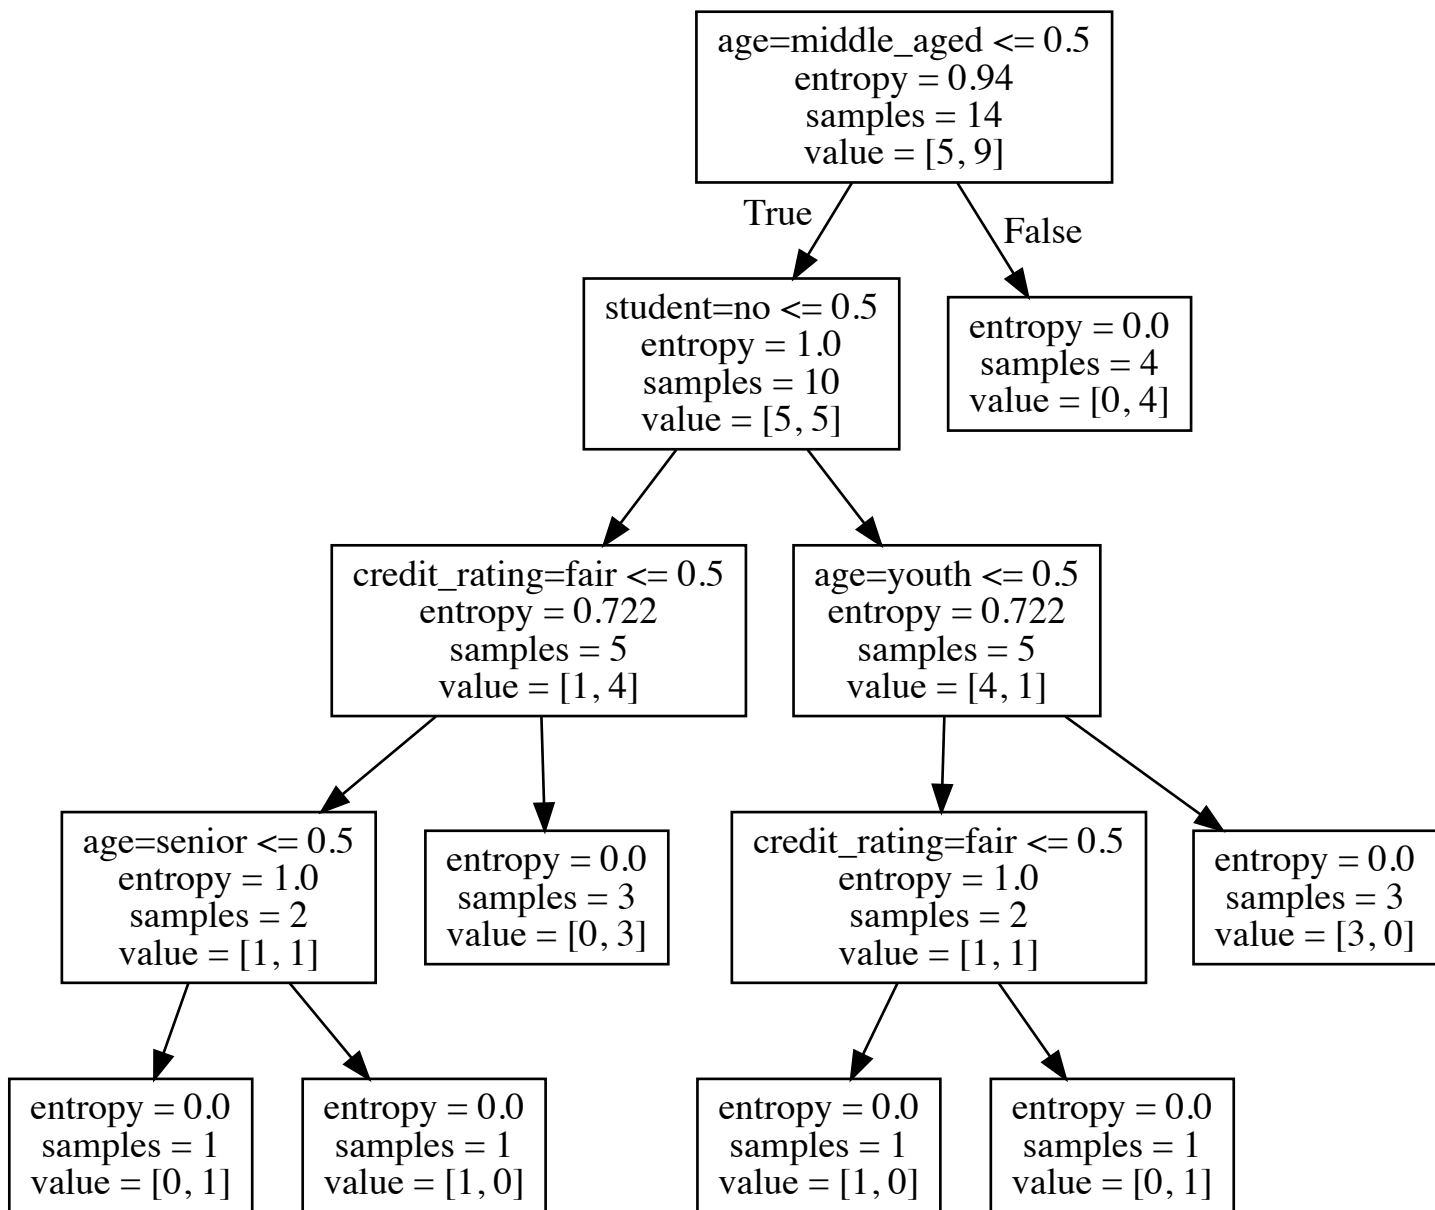 age=middle_aged <= 0.5
entropy = 0.94
samples = 14
value = [5, 9]
True
False
student=no <= 0.5
entropy = 1.0
samples = 10
value = [5, 5]
entropy = 0.0
samples = 4
value = [0, 4]
credit_rating=fair <= 0.5
entropy = 0.722
samples = 5
value = [1, 4]
age=youth <= 0.5
entropy = 0.722
samples = 5
value = [4, 1]
age=senior <= 0.5
entropy = 1.0
samples = 2
value = [1, 1]
entropy = 0.0
samples = 3
value = [0, 3]
credit_rating=fair <= 0.5
entropy = 1.0
samples = 2
value = [1, 1]
entropy = 0.0
samples = 3
value = [3, 0]
entropy = 0.0
samples = 1
value = [0, 1]
entropy = 0.0
samples = 1
value = [1, 0]
entropy = 0.0
samples = 1
value = [1, 0]
entropy = 0.0
samples = 1
value = [0, 1]